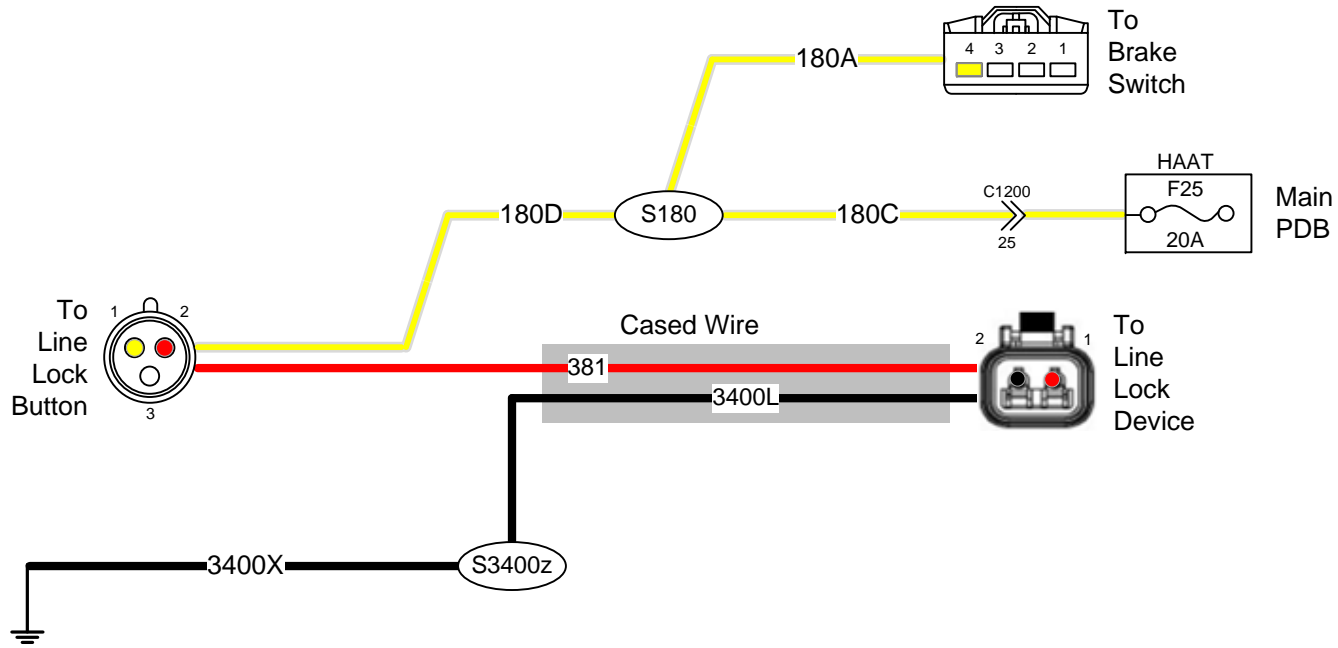 To
Brake
Switch
4 3 2 1
180A
HAAT
F25
20A
Main
PDB
C1200
25
180D
S180
180C
To
Line
Lock
Button
1 2
3
Cased Wire
381
3400L
2 1
To
Line
Lock
Device
3400X
S3400z